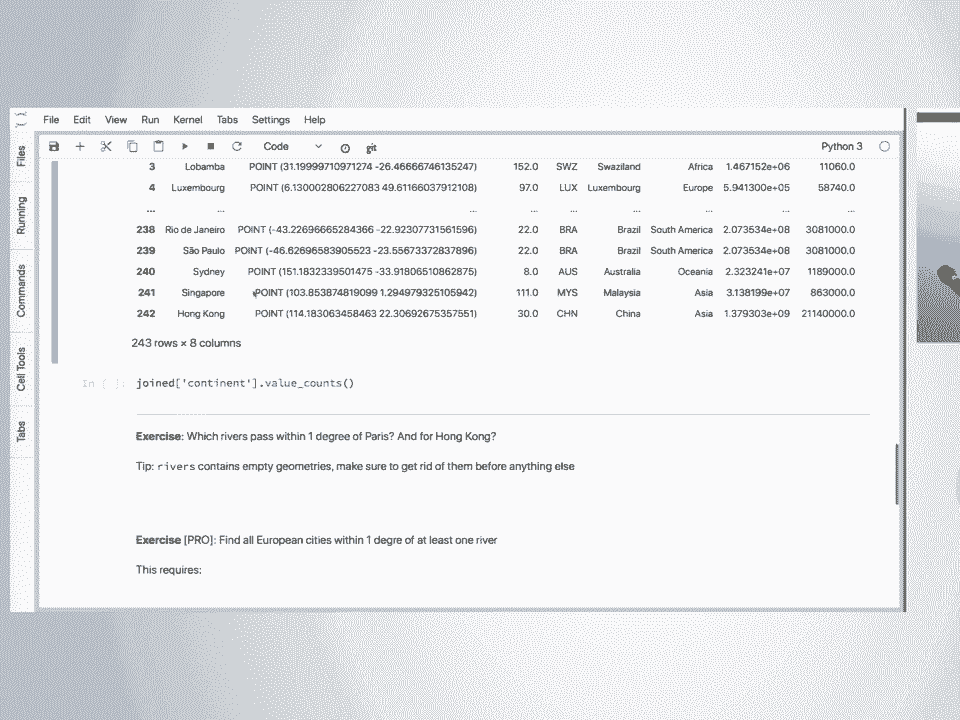 File Edit View Run Kernel Tabs Settings Help
Files
Running
Commands
Cell Tools
Tabs
Code git Python 3
3 Lobamba POINT (31.19999710971274 -26.46666746135247) 152.0 SWZ Swaziland Africa 1.467152e+06 11060.0
4 Luxembourg POINT (6.130002806227083 49.61166037912108) 97.0 LUX Luxembourg Europe 5.941300e+05 58740.0
... ... ... ... ... ... ... ... ...
238 Rio de Janeiro POINT (-43.22696665284366 -22.92307731561596) 22.0 BRA Brazil South America 2.073534e+08 3081000.0
239 São Paulo POINT (-46.62696583905523 -23.55673372837896) 22.0 BRA Brazil South America 2.073534e+08 3081000.0
240 Sydney POINT (151.1832339501475 -33.91806510862875) 8.0 AUS Australia Oceania 2.323241e+07 1189000.0
241 Singapore POINT (103.853874819099 1.294979325105942) 111.0 MYS Malaysia Asia 3.138199e+07 863000.0
242 Hong Kong POINT (114.183063458463 22.30692675357551) 30.0 CHN China Asia 1.379303e+09 21140000.0
243 rows × 8 columns
In [ ]: joined['continent'].value_counts()
Exercise: Which rivers pass within 1 degree of Paris? And for Hong Kong?
Tip: rivers contains empty geometries, make sure to get rid of them before anything else
Exercise [PRO]: Find all European cities within 1 degre of at least one river
This requires: